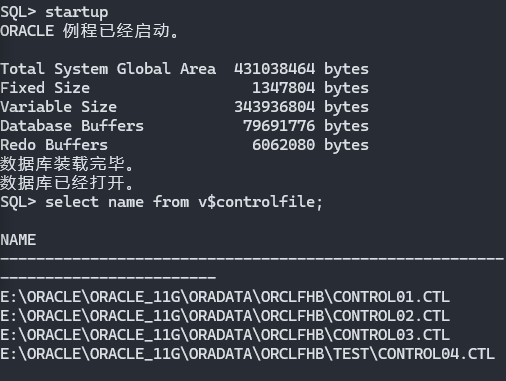 SQL> startup
ORACLE 例程已经启动。
Total System Global Area  431038464 bytes
Fixed Size                  1347804 bytes
Variable Size             343936804 bytes
Database Buffers           79691776 bytes
Redo Buffers                6062080 bytes
数据库装载完毕。
数据库已经打开。
SQL> select name from v$controlfile;
NAME
--------------------------------------------------------
------------------------
E:\ORACLE\ORACLE_11G\ORADATA\ORCLFHB\CONTROL01.CTL
E:\ORACLE\ORACLE_11G\ORADATA\ORCLFHB\CONTROL02.CTL
E:\ORACLE\ORACLE_11G\ORADATA\ORCLFHB\CONTROL03.CTL
E:\ORACLE\ORACLE_11G\ORADATA\ORCLFHB\TEST\CONTROL04.CTL